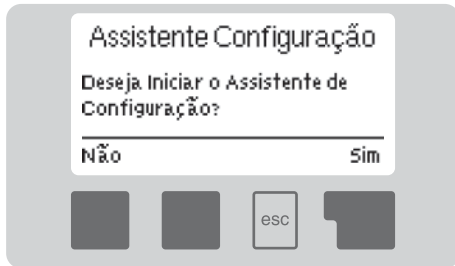 Assistente Configuração
Deseja Iniciar o Assistente de
Configuração?
Não Sim
esc